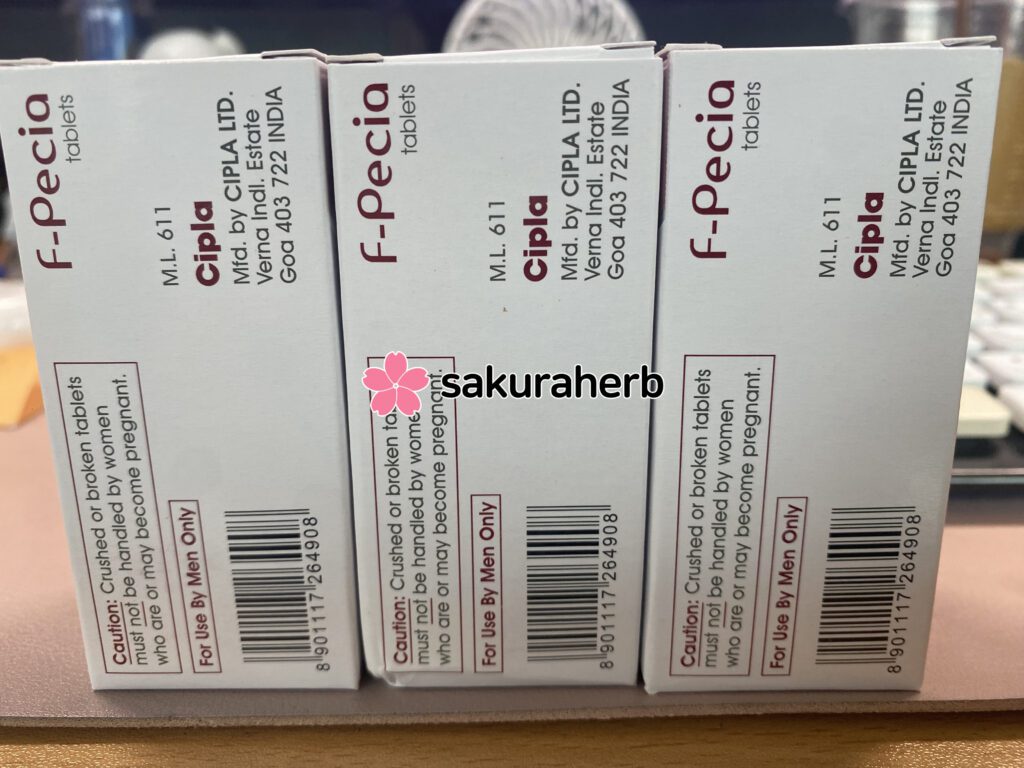 F-Pecia
tablets
M.L. 611
Cipla
Mfd. by CIPLA LTD.
Verna Indl. Estate
Goa 403 722 INDIA
Caution: Crushed or broken tablets
must not be handled by women
who are or may become pregnant.
For Use By Men Only
8 901117 264908
F-Pecia
tablets
M.L. 611
Cipla
Mfd. by CIPLA LTD.
Verna Indl. Estate
Goa 403 722 INDIA
Caution: Crushed or broken
must not be handled by wome
who are or may become pregnant.
For Use By Men Only
8 901117 264908
sakuraherb
F-Pecia
tablets
M.L. 611
Cipla
Mfd. by CIPLA LTD.
Verna Indl. Estate
Goa 403 722 INDIA
Caution: Crushed or broken tablets
must not be handled by women
who are or may become pregnant.
For Use By Men Only
8 901117 264908